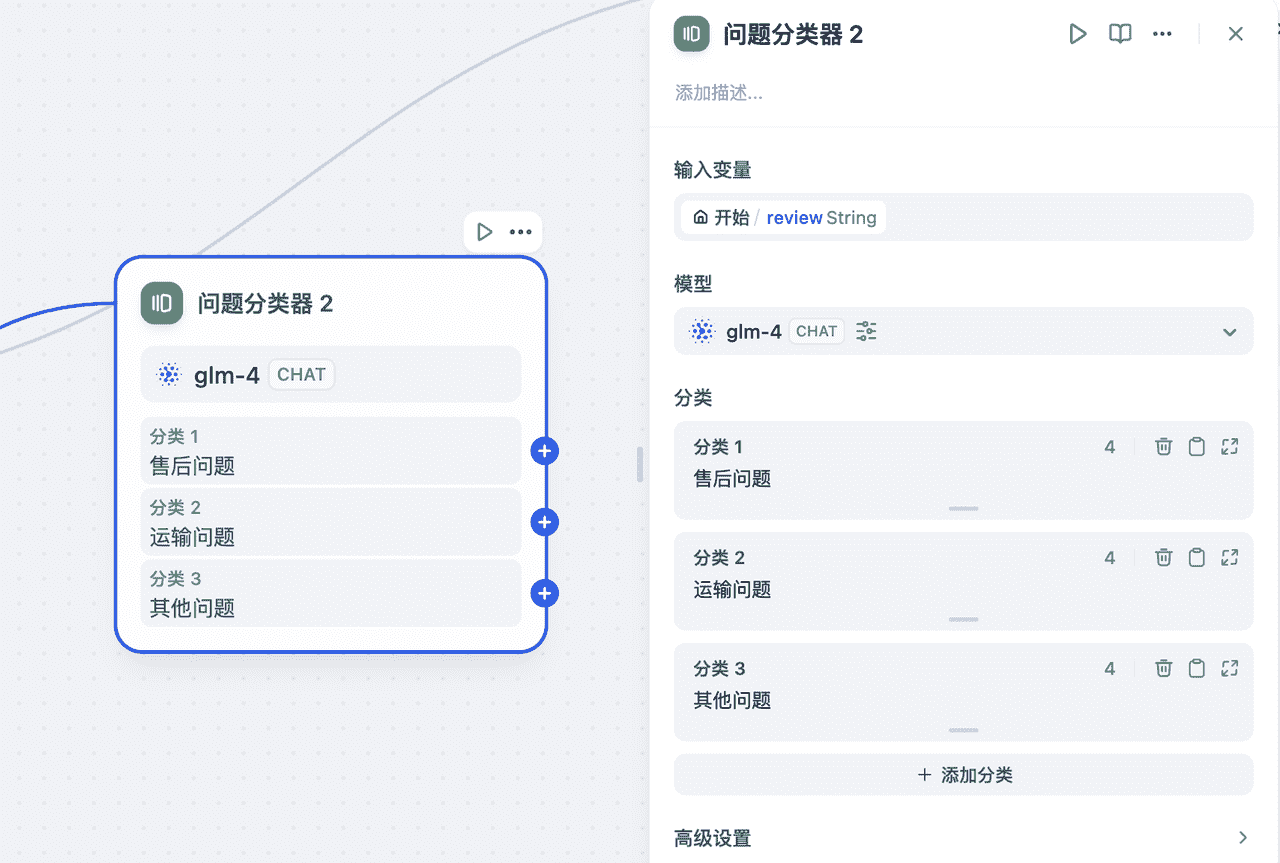 问题分类器 2
glm-4 CHAT
分类 1
售后问题
分类 2
运输问题
分类 3
其他问题
问题分类器 2
添加描述...
输入变量
开始 / review String
模型
glm-4 CHAT
分类
分类 1 4
售后问题
分类 2 4
运输问题
分类 3 4
其他问题
+ 添加分类
高级设置